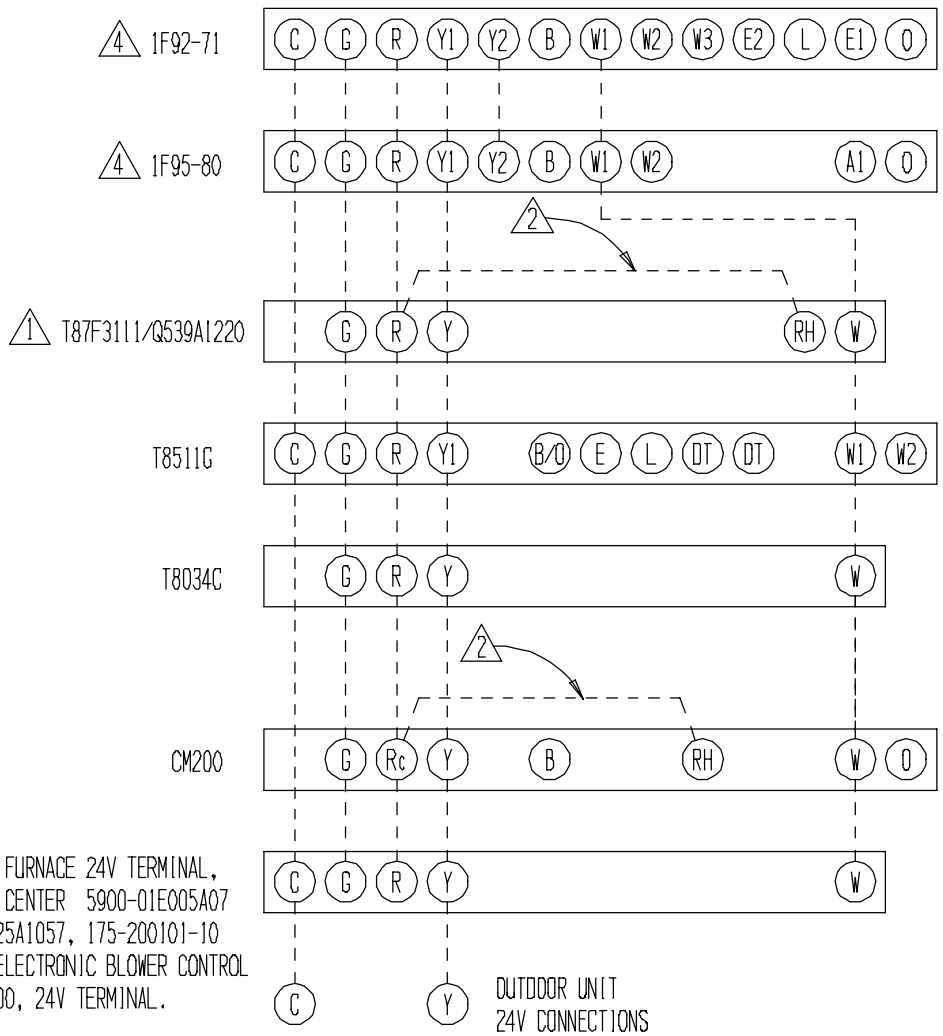 4 1F92-71 C G R Y1 Y2 B W1 W2 W3 E2 L E1 O
4 1F95-80 C G R Y1 Y2 B W1 W2 A1 O
2
1 T87F3111/Q539A1220 G R Y RH W
T8511G C G R Y1 B/O E L DT DT W1 W2
T8034C G R Y W
2
CM200 G Rc Y B RH W O
C G R Y W
FURNACE 24V TERMINAL,
CENTER 5900-01E005A07
25A1057, 175-200101-10
ELECTRONIC BLOWER CONTROL
00, 24V TERMINAL.
C Y OUTDOOR UNIT
24V CONNECTIONS